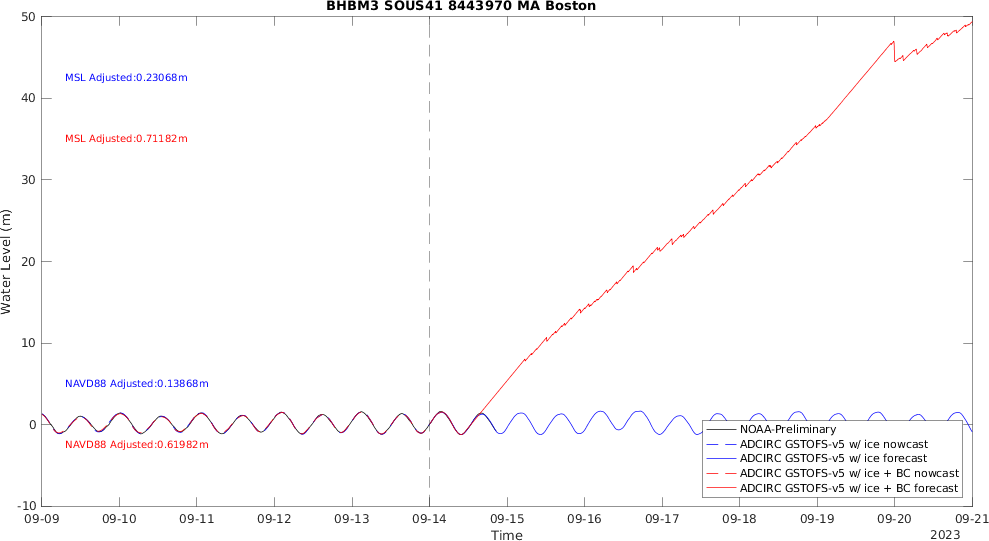 BHBM3 SOUS41 8443970 MA Boston
50
40
30
20
10
0
-10
Water Level (m)
MSL Adjusted:0.23068m
MSL Adjusted:0.71182m
NAVD88 Adjusted:0.13868m
NAVD88 Adjusted:0.61982m
NOAA-Preliminary
ADCIRC GSTOFS-v5 w/ ice nowcast
ADCIRC GSTOFS-v5 w/ ice forecast
ADCIRC GSTOFS-v5 w/ ice + BC nowcast
ADCIRC GSTOFS-v5 w/ ice + BC forecast
09-09 09-10 09-11 09-12 09-13 09-14 09-15 09-16 09-17 09-18 09-19 09-20 09-21
Time
2023